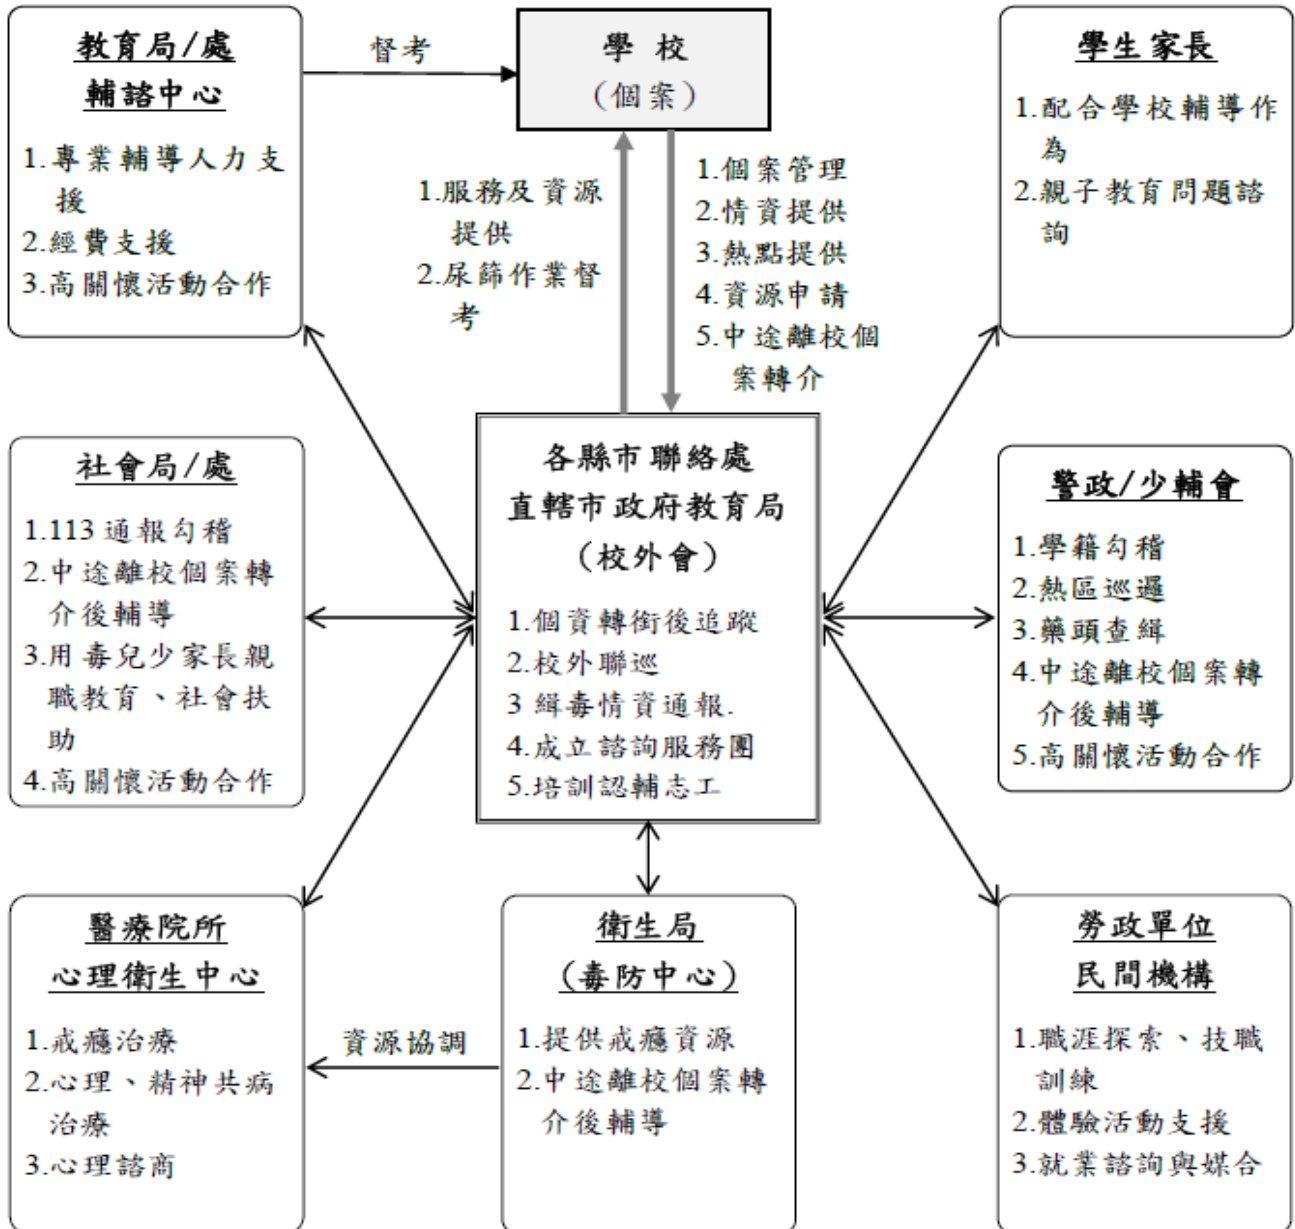 教育局/處
輔諮中心
1.專業輔導人力支
援
2.經費支援
3.高關懷活動合作
督考
學 校
（個案）
1.服務及資源
提供
2.尿篩作業督
考
1.個案管理
2.情資提供
3.熱點提供
4.資源申請
5.中途離校個
案轉介
學生家長
1.配合學校輔導作
為
2.親子教育問題諮
詢
社會局/處
1.113 通報勾稽
2.中途離校個案轉
介後輔導
3.用毒兒少家長親
職教育、社會扶
助
4.高關懷活動合作
各縣市聯絡處
直轄市政府教育局
（校外會）
1.個資轉銜後追蹤
2.校外聯巡
3 緝毒情資通報.
4.成立諮詢服務團
5.培訓認輔志工
警政/少輔會
1.學籍勾稽
2.熱區巡邏
3.藥頭查緝
4.中途離校個案轉
介後輔導
5.高關懷活動合作
醫療院所
心理衛生中心
1.戒癮治療
2.心理、精神共病
治療
3.心理諮商
資源協調
衛生局
（毒防中心）
1.提供戒癮資源
2.中途離校個案轉
介後輔導
勞政單位
民間機構
1.職涯探索、技職
訓練
2.體驗活動支援
3.就業諮詢與媒合